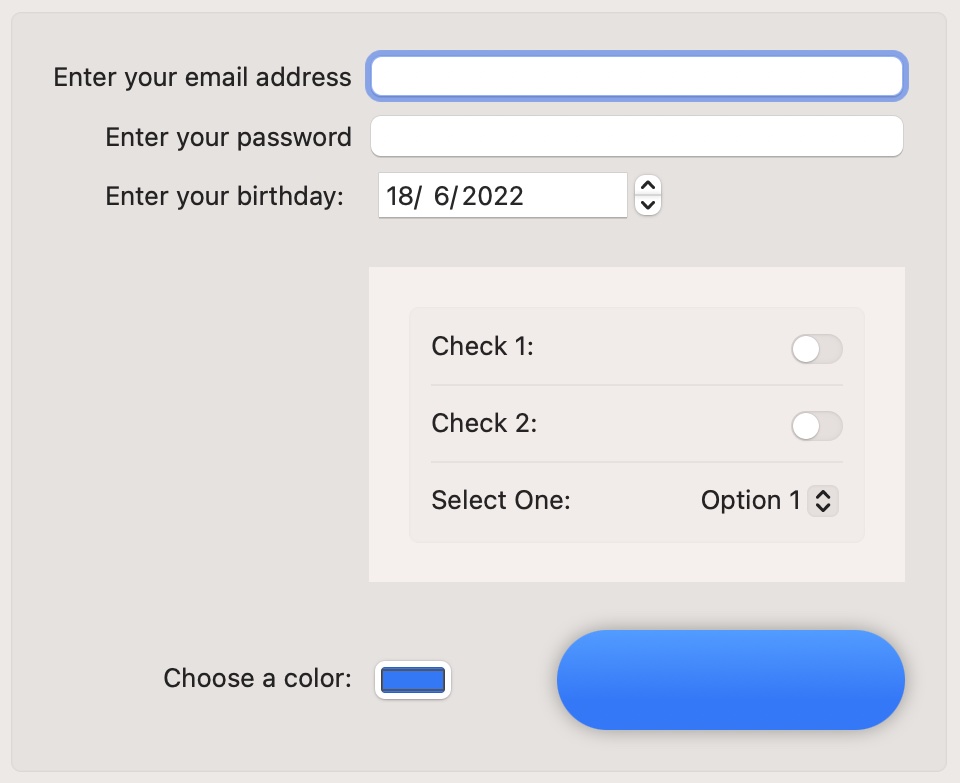 Enter your email address
Enter your password
Enter your birthday: 18/ 6/2022
Check 1:
Check 2:
Select One: Option 1
Choose a color: